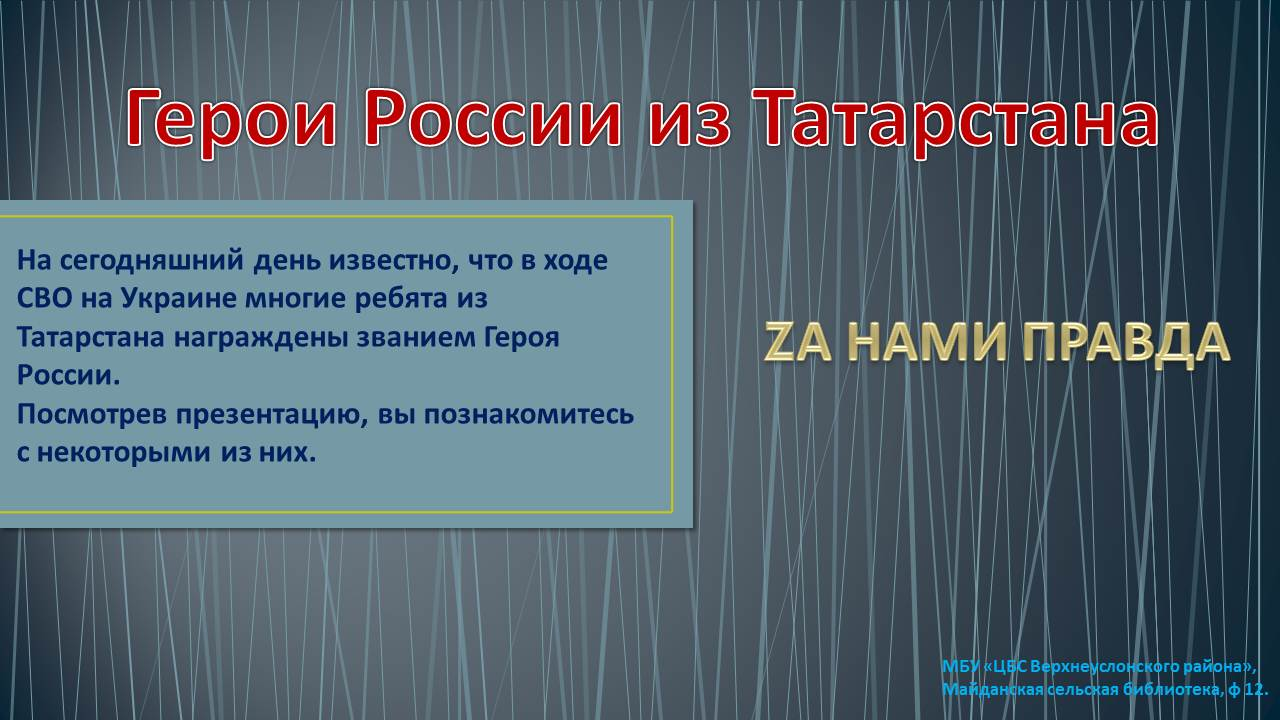 Герои России из Татарстана
На сегодняшний день известно, что в ходе
СВО на Украине многие ребята из
Татарстана награждены званием Героя
России.
Посмотрев презентацию, вы познакомитесь
с некоторыми из них.
ZА НАМИ ПРАВДА
МБУ «ЦБС Верхнеуслонского района»,
Майданская сельская библиотека, ф 12.